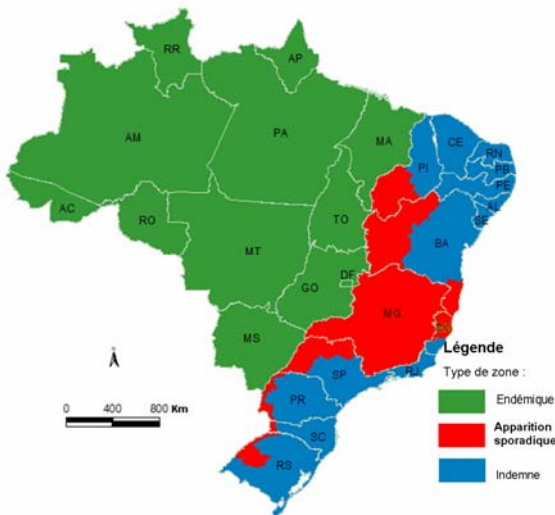 RR
AP
AM
PA
MA
CE
RN
PB
PE
PI
AL
SE
AC
RO
TO
BA
MT
DF
GO
MG
MS
ES
SP
RJ
PR
SC
RS
0 400 800 Km
Légende
Type de zone :
Endémique
Apparition
sporadique
Indemne